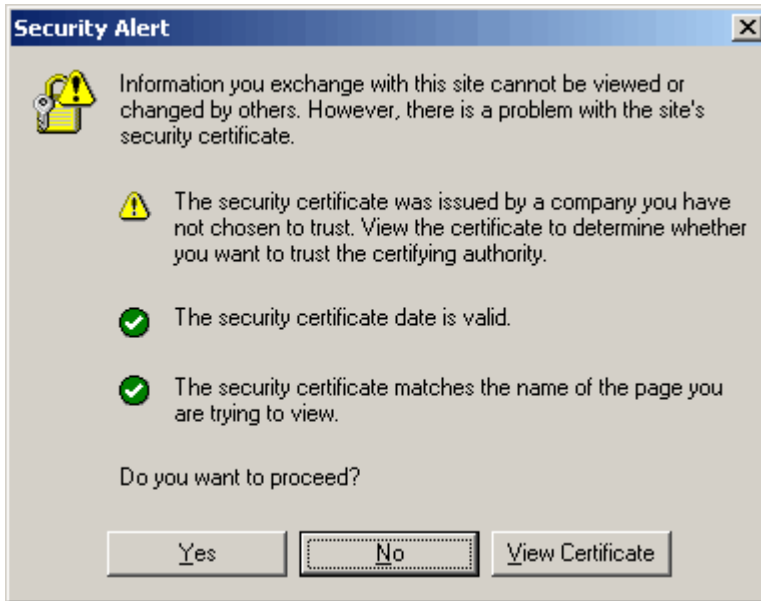 Security Alert
Information you exchange with this site cannot be viewed or
changed by others. However, there is a problem with the site's
security certificate.
The security certificate was issued by a company you have
not chosen to trust. View the certificate to determine whether
you want to trust the certifying authority.
The security certificate date is valid.
The security certificate matches the name of the page you
are trying to view.
Do you want to proceed?
Yes No View Certificate